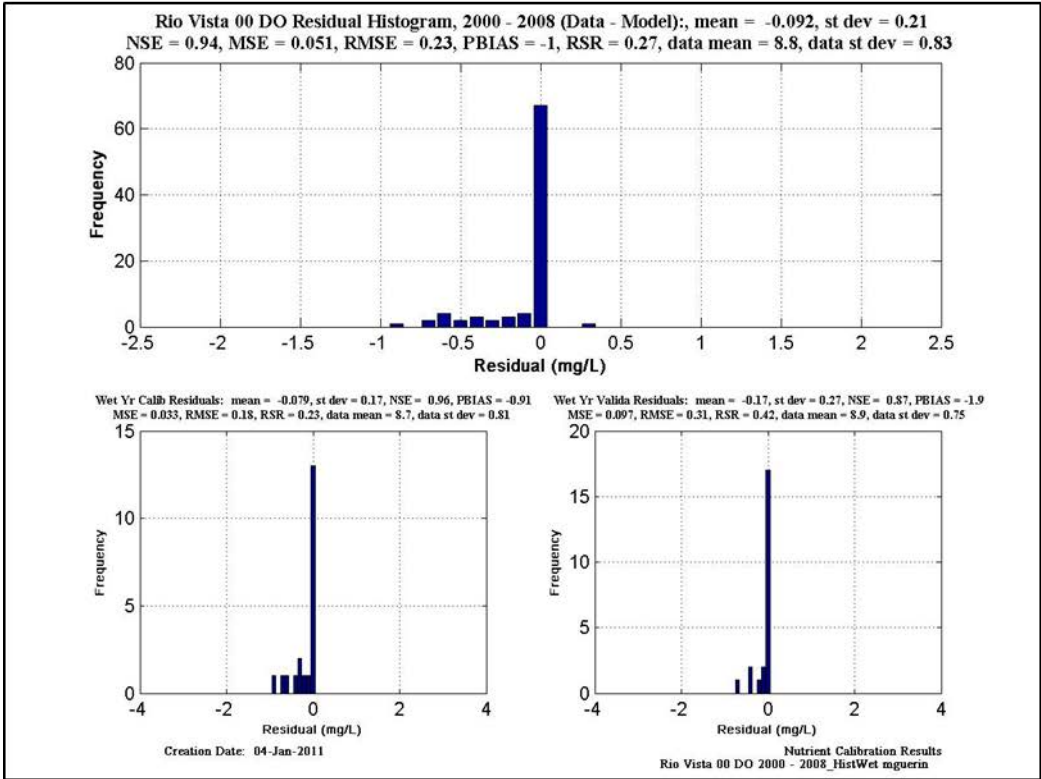 Rio Vista 00 DO Residual Histogram, 2000 - 2008 (Data - Model):, mean = -0.092, st dev = 0.21
NSE = 0.94, MSE = 0.051, RMSE = 0.23, PBIAS = -1, RSR = 0.27, data mean = 8.8, data st dev = 0.83
80
60
40
20
0
Frequency
-2.5 -2 -1.5 -1 -0.5 0 0.5 1 1.5 2 2.5
Residual (mg/L)
Wet Yr Calib Residuals: mean = -0.079, st dev = 0.17, NSE = 0.96, PBIAS = -0.91
MSE = 0.033, RMSE = 0.18, RSR = 0.23, data mean = 8.7, data st dev = 0.81
15
10
5
0
Frequency
-4 -2 0 2 4
Residual (mg/L)
Wet Yr Valida Residuals: mean = -0.17, st dev = 0.27, NSE = 0.87, PBIAS = -1.9
MSE = 0.097, RMSE = 0.31, RSR = 0.42, data mean = 8.9, data st dev = 0.75
20
15
10
5
0
Frequency
-4 -2 0 2 4
Residual (mg/L)
Creation Date: 04-Jan-2011
Nutrient Calibration Results
Rio Vista 00 DO 2000 - 2008_HistWet mguerin